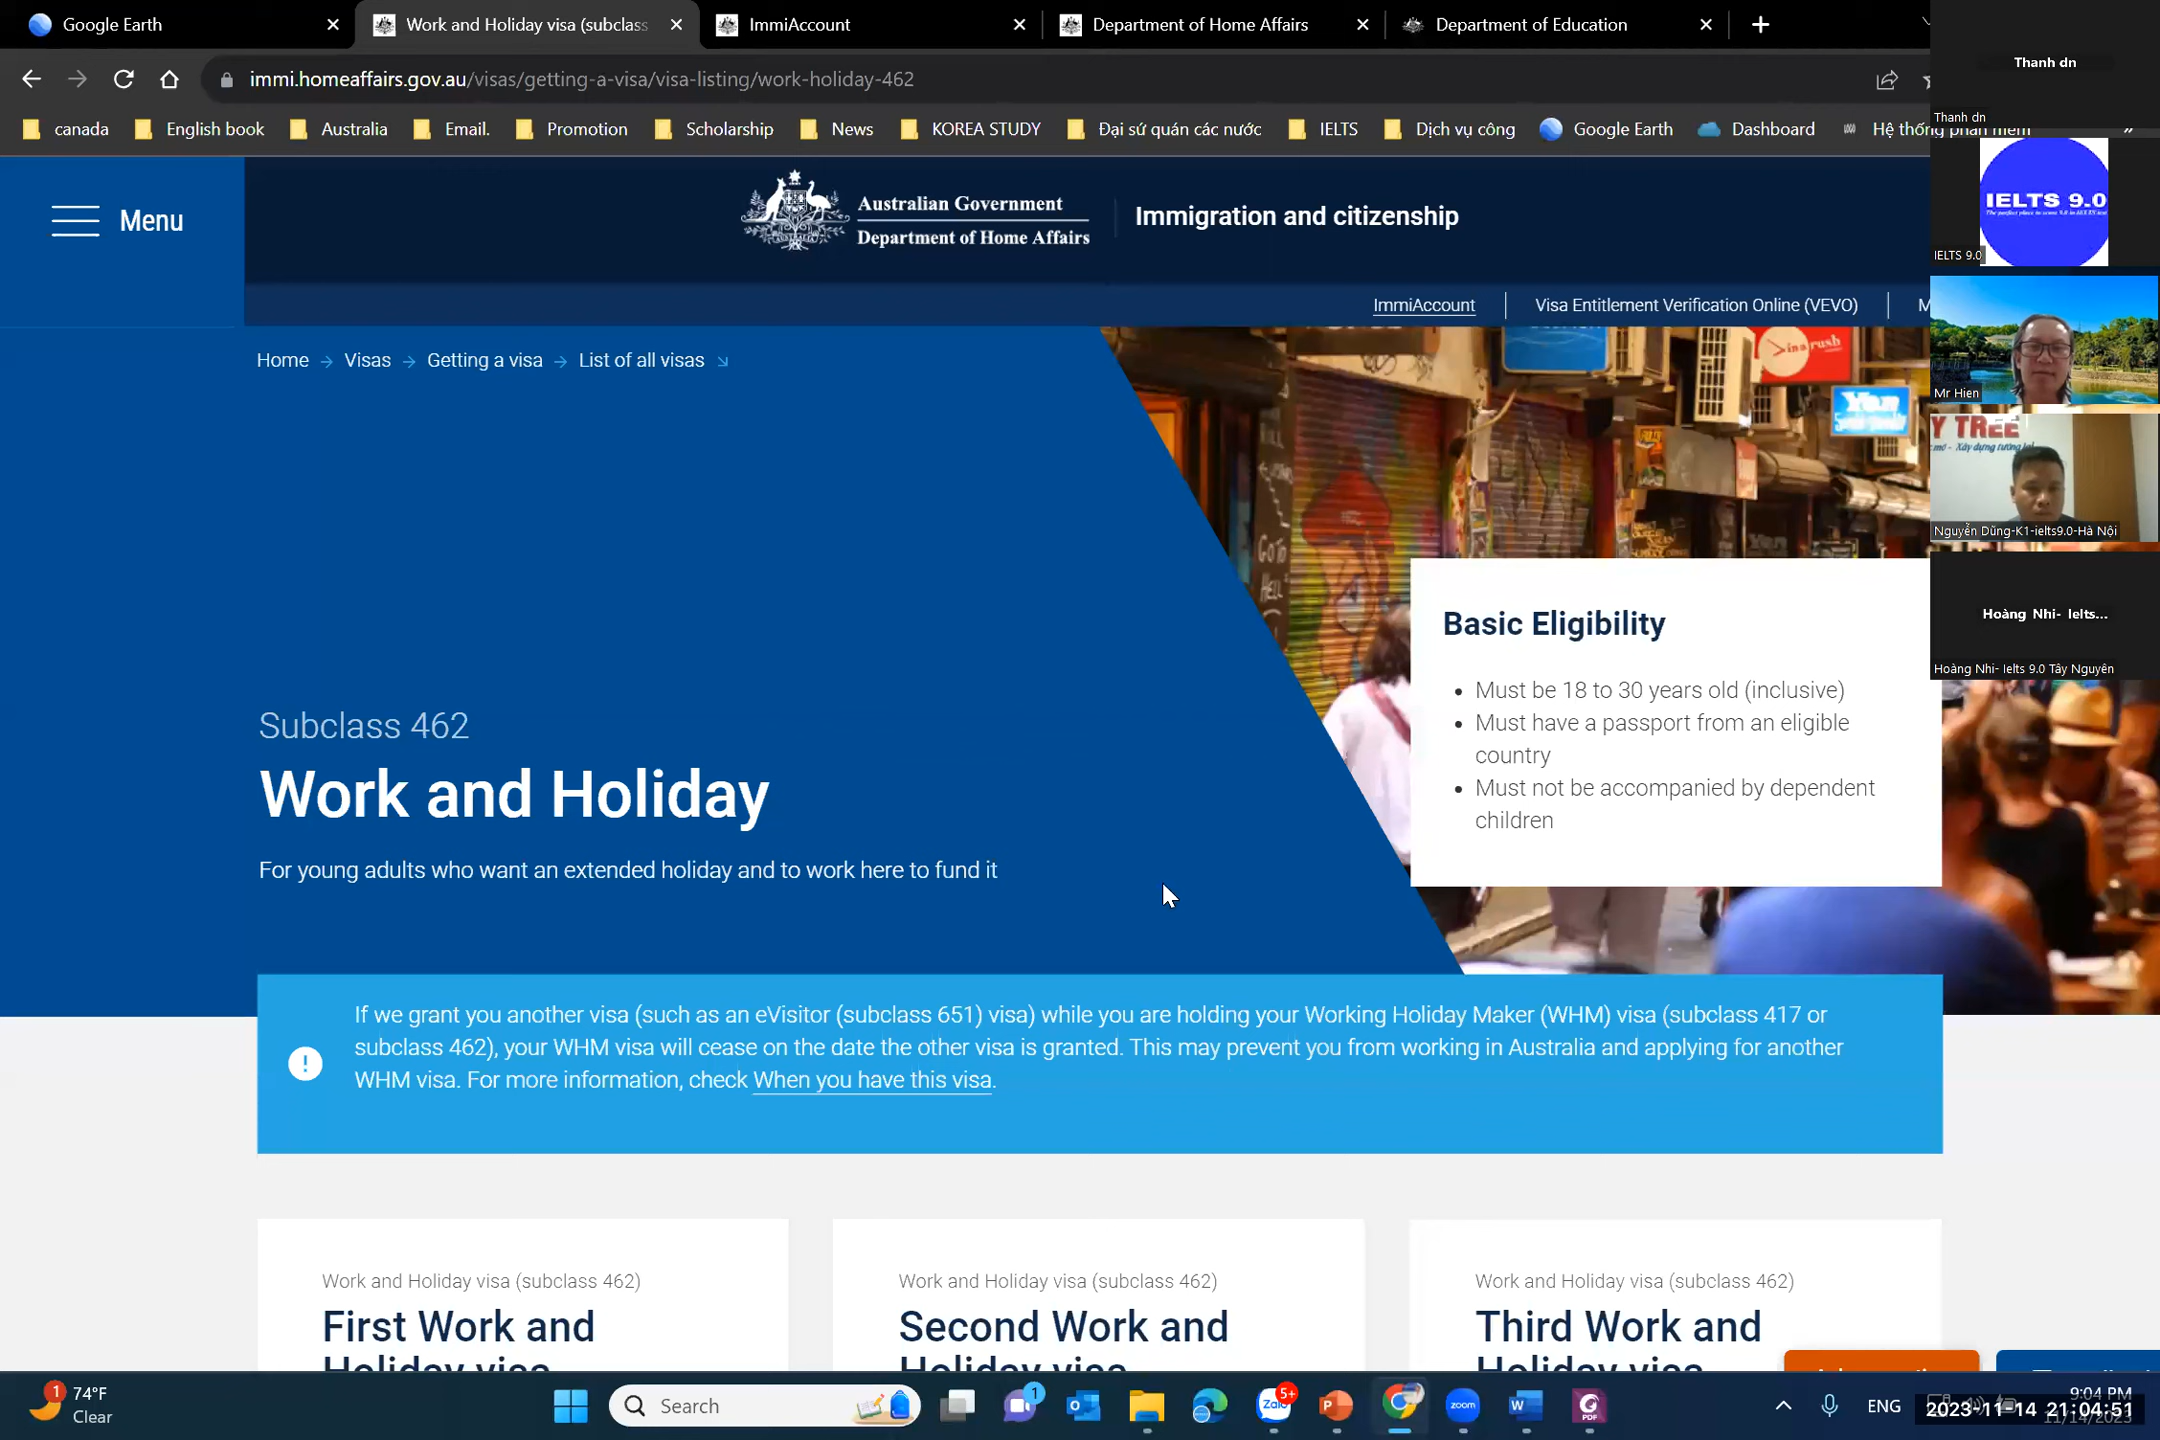 Google Earth
Work and Holiday visa (subclass
ImmiAccount
Department of Home Affairs
Department of Education
immi.homeaffairs.gov.au/visas/getting-a-visa/visa-listing/work-holiday-462
canada
English book
Australia
Email.
Promotion
Scholarship
News
KOREA STUDY
Đại sứ quán các nước
IELTS
Dịch vụ công
Google Earth
Dashboard
Hệ thống phần mềm
Thanh dn
Thanh dn
IELTS 9.0
IELTS 9.0
Mr Hien
Y TREE
Nguyễn Dũng-K1-ielts9.0-Hà Nội
Hoàng Nhi- Ielts...
Hoàng Nhi- Ielts 9.0 Tây Nguyên
Menu
Australian Government
Department of Home Affairs
Immigration and citizenship
ImmiAccount
Visa Entitlement Verification Online (VEVO)
M
Home
Visas
Getting a visa
List of all visas
Subclass 462
Work and Holiday
For young adults who want an extended holiday and to work here to fund it
Basic Eligibility
Must be 18 to 30 years old (inclusive)
Must have a passport from an eligible
country
Must not be accompanied by dependent
children
If we grant you another visa (such as an eVisitor (subclass 651) visa) while you are holding your Working Holiday Maker (WHM) visa (subclass 417 or
subclass 462), your WHM visa will cease on the date the other visa is granted. This may prevent you from working in Australia and applying for another
WHM visa. For more information, check When you have this visa.
Work and Holiday visa (subclass 462)
First Work and
Holiday visa
Work and Holiday visa (subclass 462)
Second Work and
Holiday visa
Work and Holiday visa (subclass 462)
Third Work and
Holiday visa
1
74°F
Clear
Search
1
5+
Zalo
zoom
PDF
ENG
9:04 PM
2023-11-14 21:04:51
11/14/2023